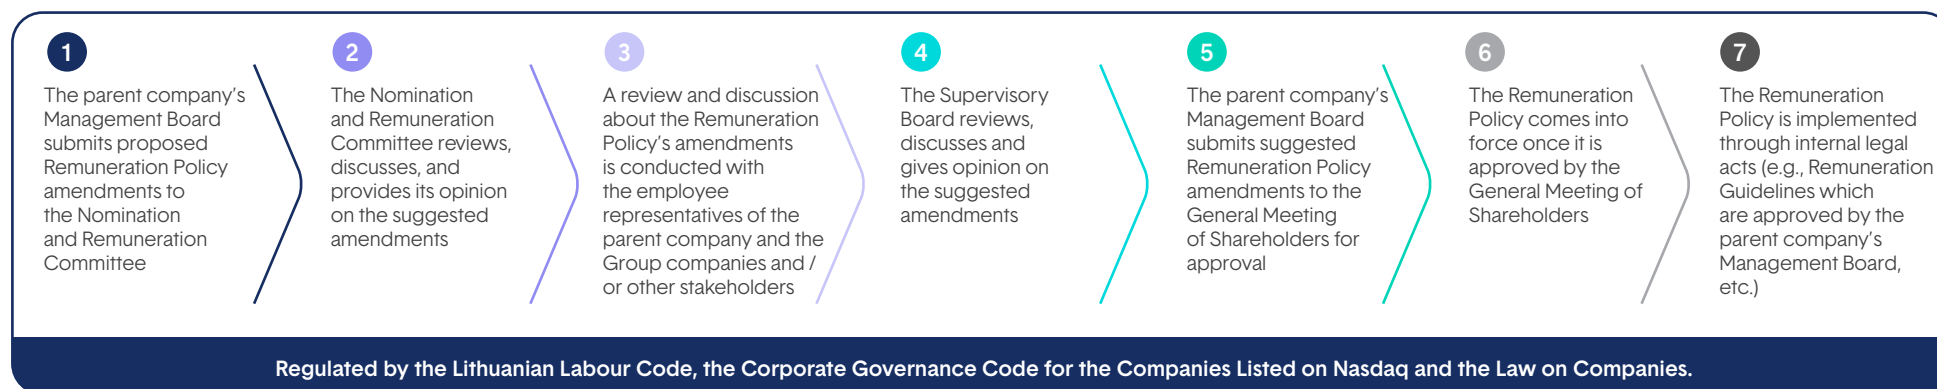 1
The parent company's
Management Board
submits proposed
Remuneration Policy
amendments to
the Nomination
and Remuneration
Committee
2
The Nomination
and Remuneration
Committee reviews,
discusses, and
provides its opinion
on the suggested
amendments
3
A review and discussion
about the Remuneration
Policy's amendments
is conducted with
the employee
representatives of the
parent company and the
Group companies and /
or other stakeholders
4
The Supervisory
Board reviews,
discusses and
gives opinion on
the suggested
amendments
5
The parent company's
Management Board
submits suggested
Remuneration Policy
amendments to the
General Meeting
of Shareholders for
approval
6
The Remuneration
Policy comes into
force once it is
approved by the
General Meeting of
Shareholders
7
The Remuneration
Policy is implemented
through internal legal
acts (e.g., Remuneration
Guidelines which
are approved by the
parent company's
Management Board,
etc.)
Regulated by the Lithuanian Labour Code, the Corporate Governance Code for the Companies Listed on Nasdaq and the Law on Companies.